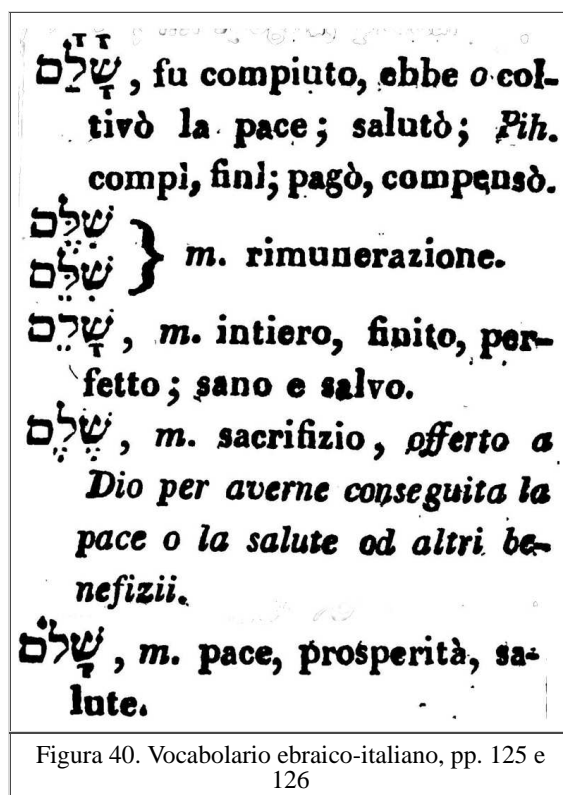 שָׁלַם, fu compiuto, ebbe o col-
tivò la pace; salutò; Pih.
compì, finì; pagò, compensò.
שִׁלֵּם
שִׁלֵּם } m. rimunerazione.
שָׁלֵם, m. intiero, finito, per-
fetto; sano e salvo.
שֶׁלֶם, m. sacrifizio, offerto a
Dio per averne conseguita la
pace o la salute od altri be-
nefizii.
שָׁלֹם, m. pace, prosperità, sa-
lute.
Figura 40. Vocabolario ebraico-italiano, pp. 125 e
126